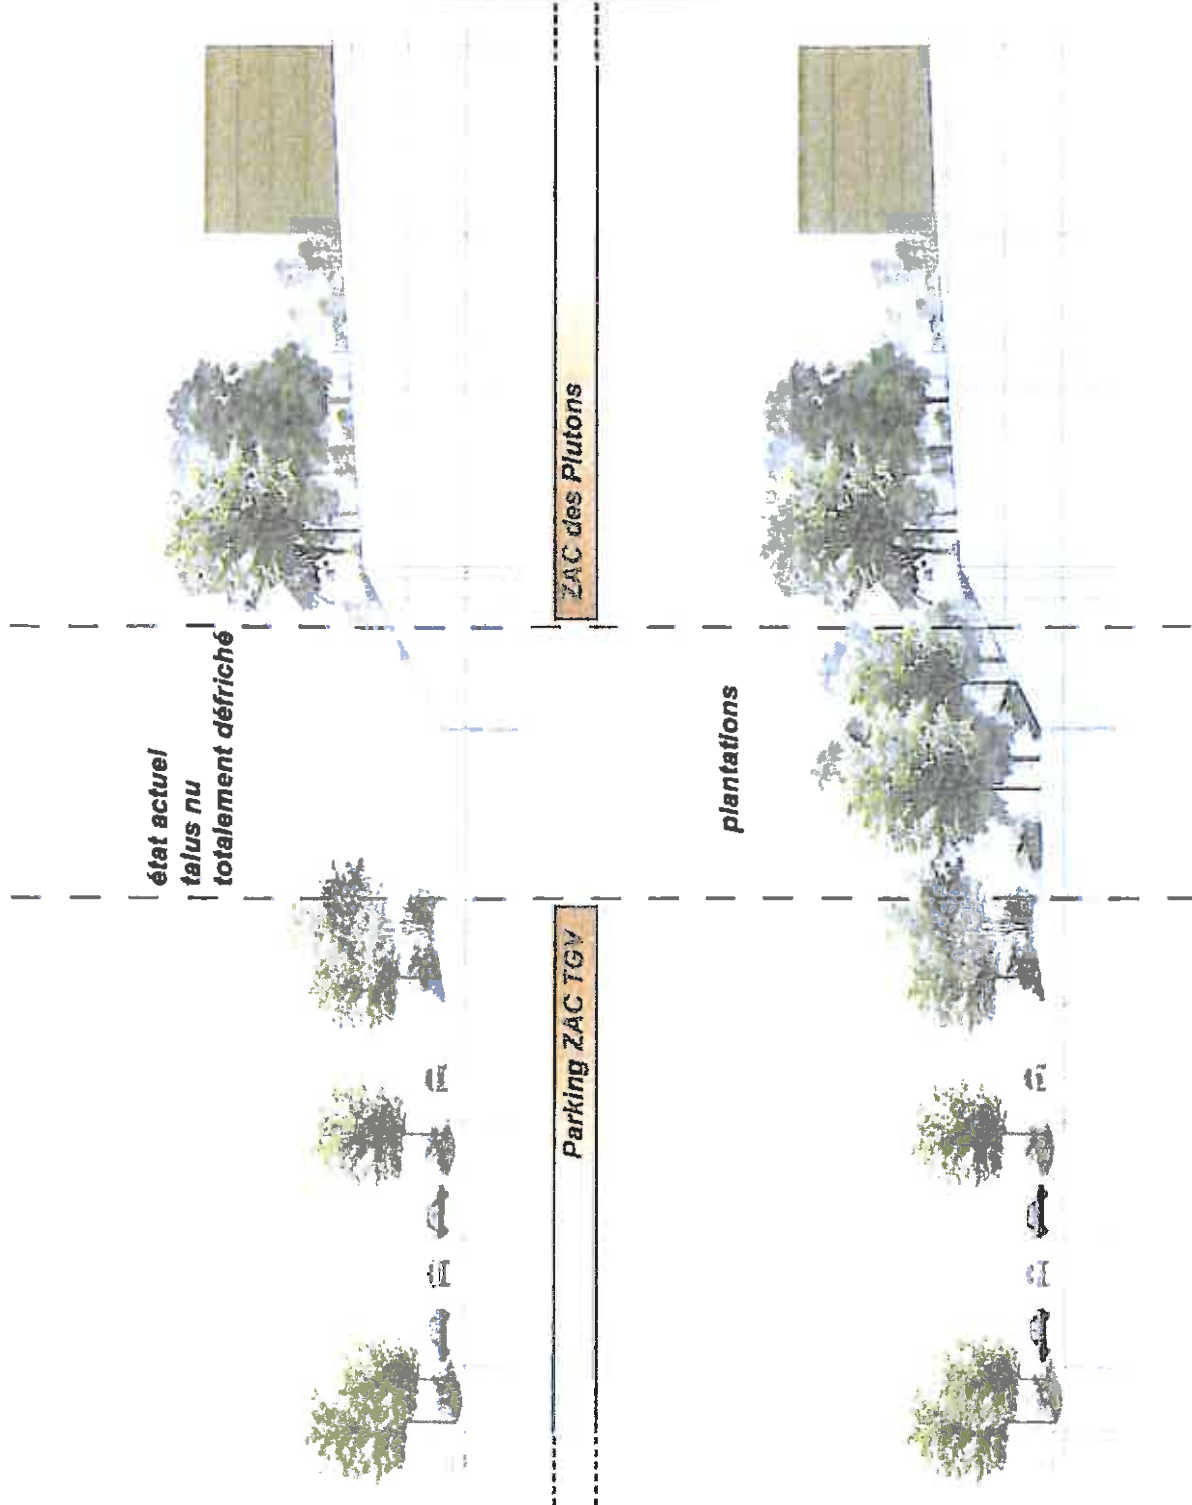 état actuel
talus nu
totalement défriché
Parking ZAC TGV
ZAC des Plutons
plantations